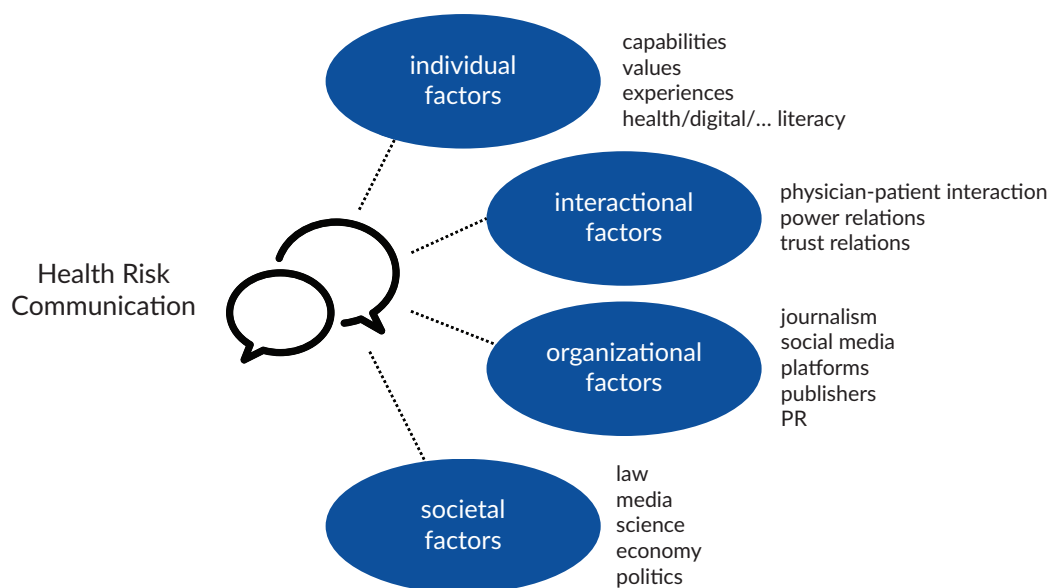 individual
factors
capabilities
values
experiences
health/digital/... literacy
interactional
factors
physician-patient interaction
power relations
trust relations
Health Risk
Communication
organizational
factors
journalism
social media
platforms
publishers
PR
societal
factors
law
media
science
economy
politics